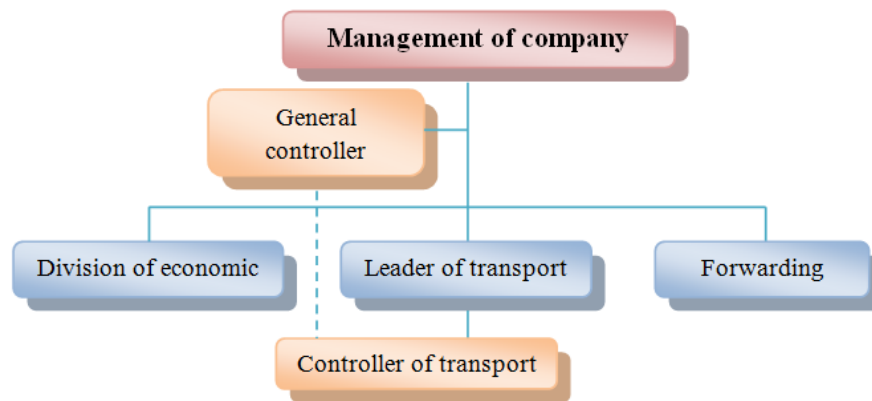 Management of company
General
controller
Division of economic
Leader of transport
Forwarding
Controller of transport